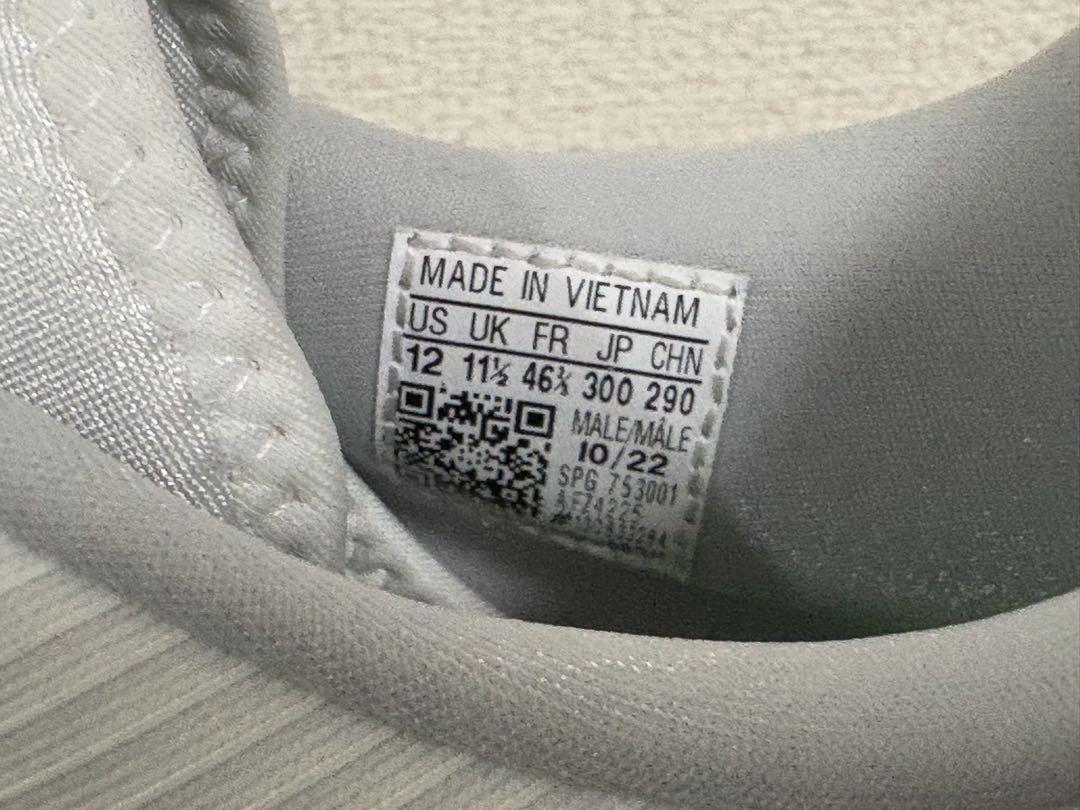 MADE IN VIETNAM
US UK FR JP CHN
12 11½ 46⅔ 300 290
MALE/MÂLE
10/22
SPG 753001